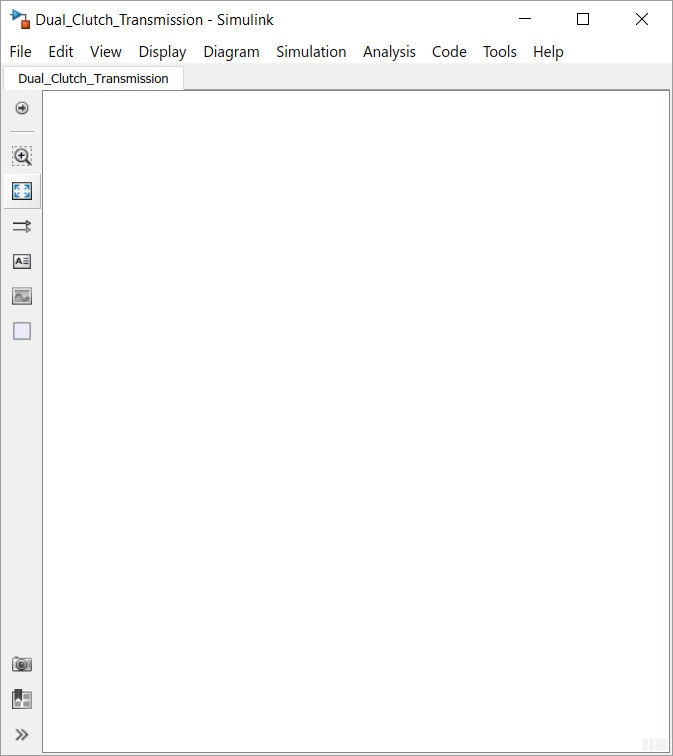 Dual_Clutch_Transmission - Simulink
File Edit View Display Diagram Simulation Analysis Code Tools Help
Dual_Clutch_Transmission
A